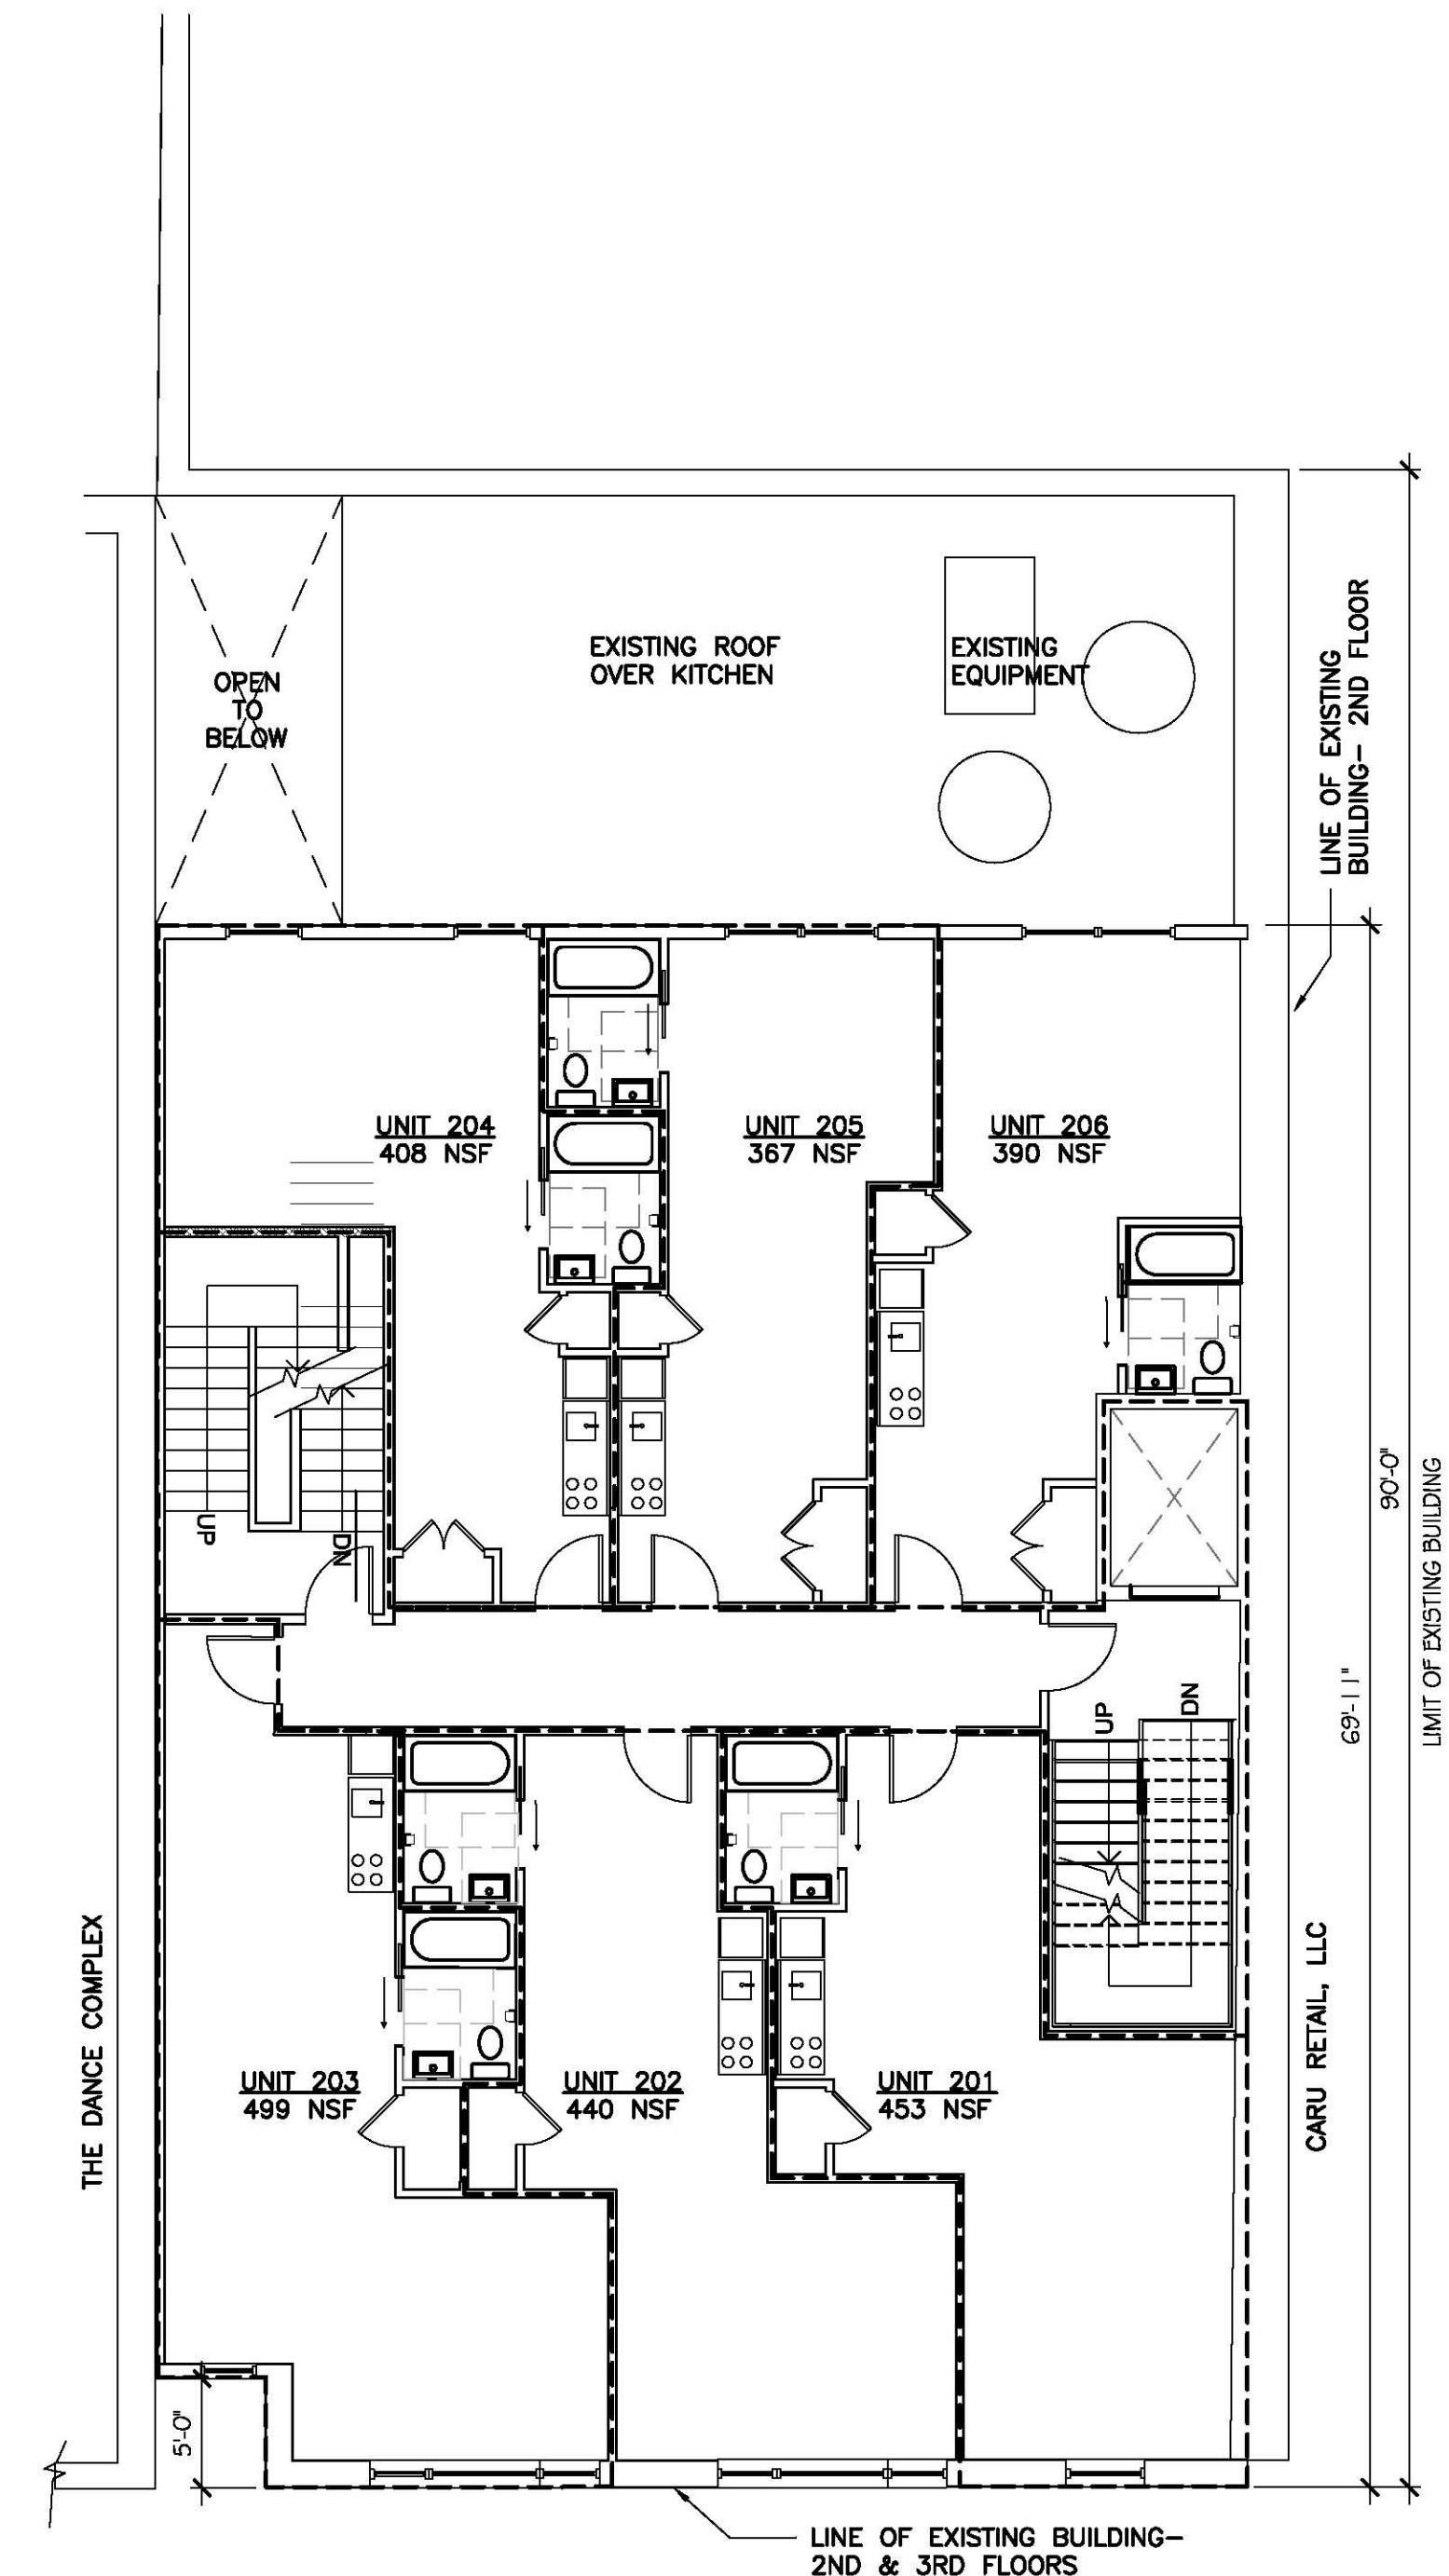 EXISTING ROOF
OVER KITCHEN
EXISTING
EQUIPMENT
OPEN
TO
BELOW
LINE OF EXISTING
BUILDING– 2ND FLOOR
UNIT 204
408 NSF
UNIT 205
367 NSF
UNIT 206
390 NSF
UP
DN
90'-0"
LIMIT OF EXISTING BUILDING
69'-11"
UP
DN
THE DANCE COMPLEX
CARU RETAIL, LLC
UNIT 203
499 NSF
UNIT 202
440 NSF
UNIT 201
453 NSF
5'-0"
LINE OF EXISTING BUILDING–
2ND & 3RD FLOORS